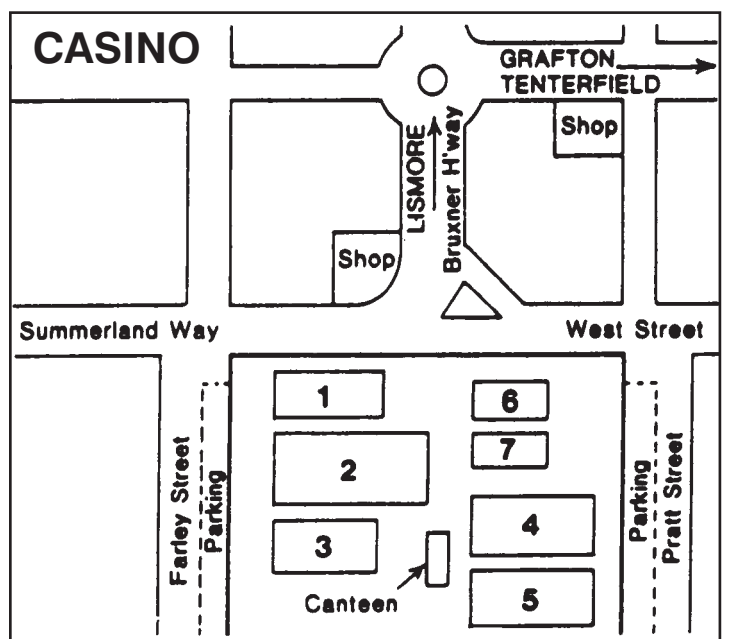 CASINO
GRAFTON
TENTERFIELD
Shop
LISMORE
Bruxner H'way
Shop
Summerland Way
West Street
1
6
7
2
Farley Street
Parking
4
Parking
Pratt Street
3
5
Canteen